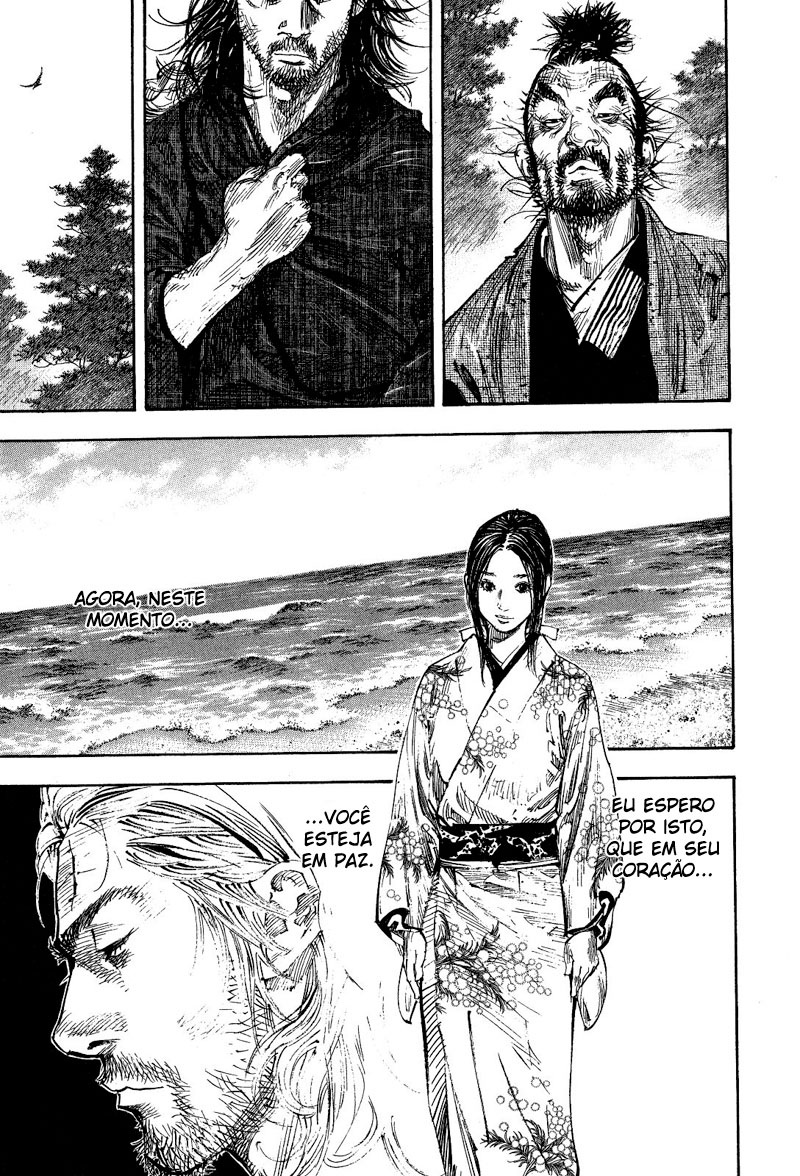 AGORA, NESTE
MOMENTO...
EU ESPERO
POR ISTO,
QUE EM SEU
CORAÇÃO...
...VOCÊ
ESTEJA
EM PAZ.